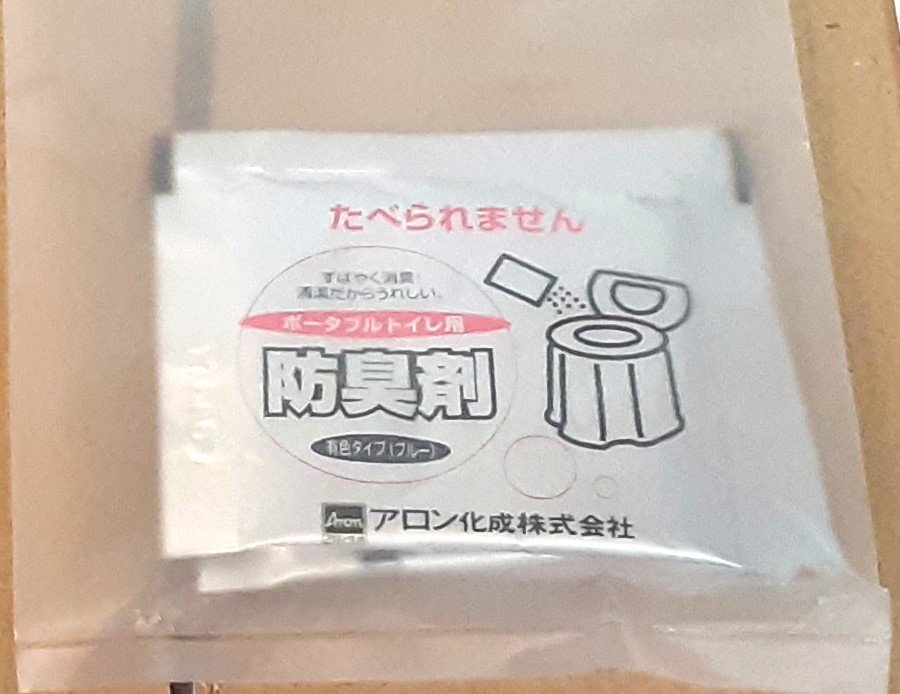 たべられません
すばやく消臭
清潔だからうれしい。
ポータブルトイレ用
防臭剤
有色タイプ(ブルー)
Aron アロン化成株式会社